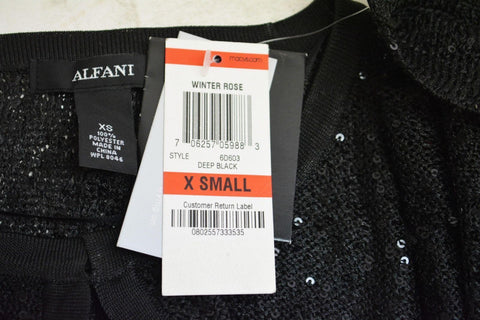 ALFANI
XS
100%
POLYESTER
MADE IN
CHINA
WPL 8046
macys.com
WINTER ROSE
7 06257 05988 3
STYLE 6D603
DEEP BLACK
X SMALL
Customer Return Label
0802557333535